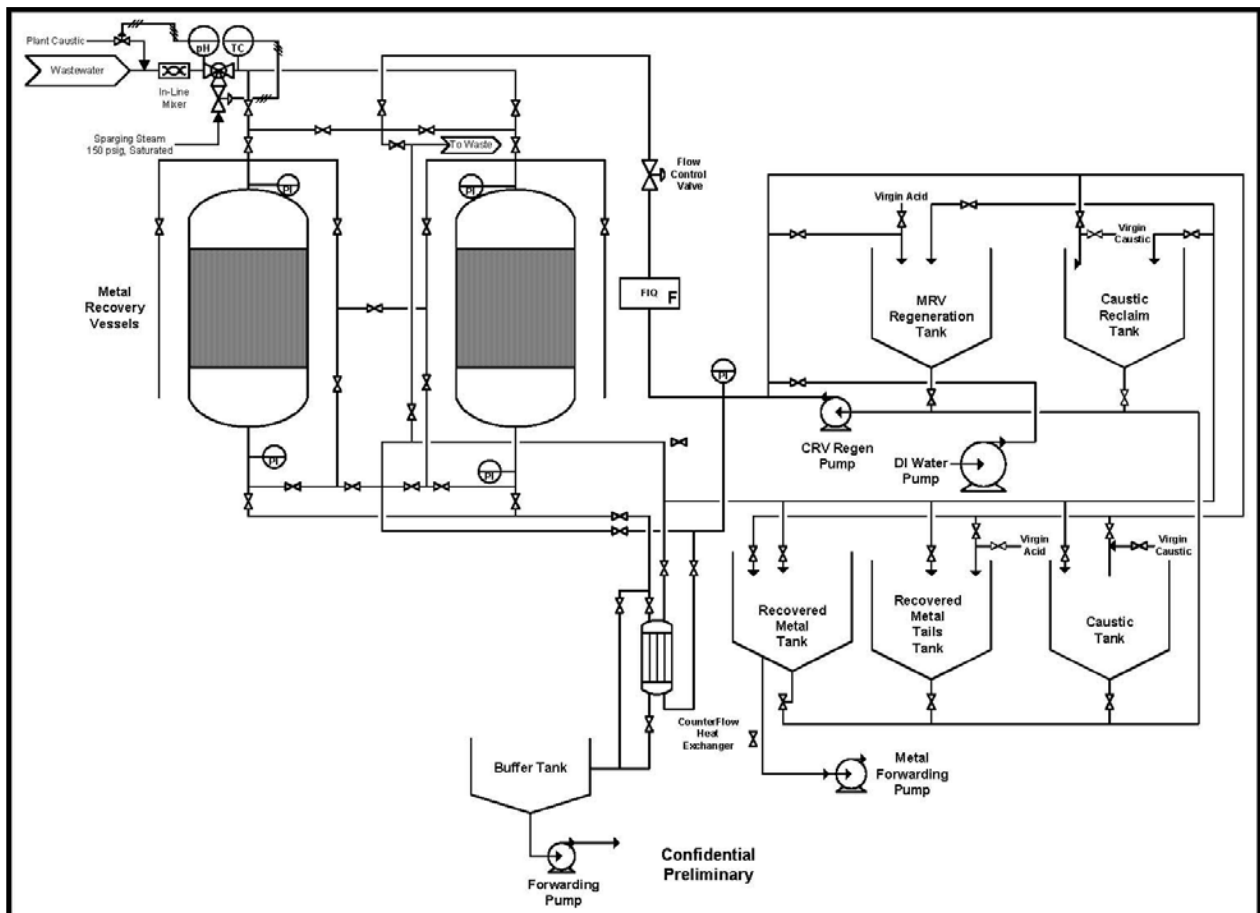 Plant Caustic
Wastewater
In-Line
Mixer
pH
TC
Sparging Steam
150 psig, Saturated
To Waste
PI
PI
Flow
Control
Valve
FIQ
F
Metal
Recovery
Vessels
PI
PI
PI
Virgin Acid
Virgin
Caustic
MRV
Regeneration
Tank
Caustic
Reclaim
Tank
CRV Regen
Pump
DI Water
Pump
Virgin
Acid
Virgin
Caustic
Recovered
Metal
Tank
Recovered
Metal
Tails
Tank
Caustic
Tank
CounterFlow
Heat
Exchanger
Buffer Tank
Metal
Forwarding
Pump
Forwarding
Pump
Confidential
Preliminary